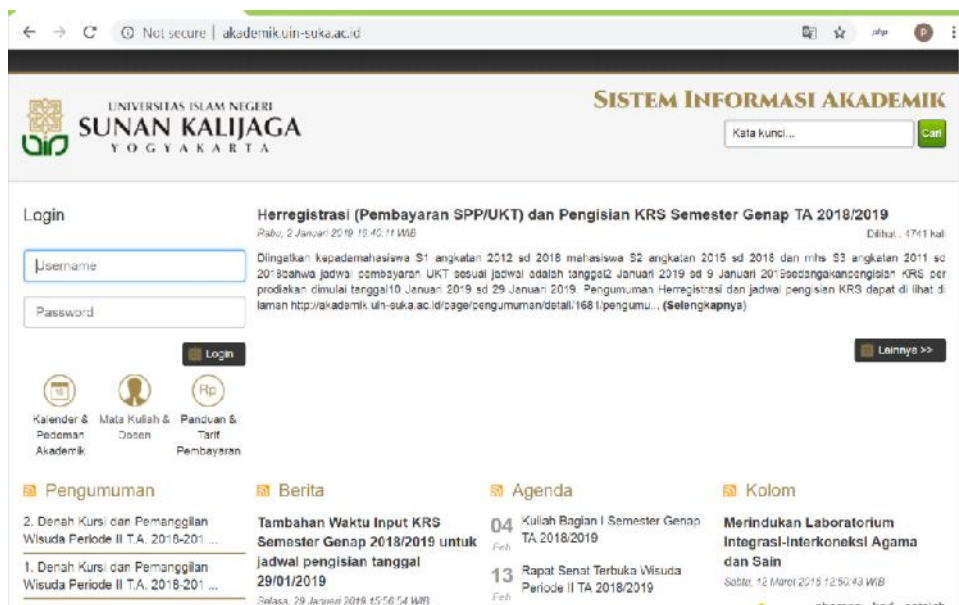 Not secure | akademik.uin-suka.ac.id
php
P
UNIVERSITAS ISLAM NEGERI
SUNAN KALIJAGA
YOGYAKARTA
SISTEM INFORMASI AKADEMIK
Kata kunci...
Cari
Login
Username
Password
Login
Kalender &
Pedoman
Akademik
Mata Kuliah &
Dosen
Rp
Panduan &
Tarif
Pembayaran
Herregistrasi (Pembayaran SPP/UKT) dan Pengisian KRS Semester Genap TA 2018/2019
Rabu, 2 Januari 2019 WIB
Dilihat : 4741 kali
Diingatkan kepadamahasiswa S1 angkatan 2012 sd 2018 mahasiswa S2 angkatan 2015 sd 2018 dan mhs S3 angkatan 2011 sd
2018bahwa jadwal pembayaran UKT sesuai jadwal adalah tanggal2 Januari 2019 sd 9 Januari 2019sedangakanpengisian KRS per
prodiakan dimulai tanggal10 Januari 2019 sd 29 Januari 2019. Pengumuman Herregistrasi dan jadwal pengisian KRS dapat di lihat di
laman http://akademik.uin-suka.ac.id/page/pengumuman/detail/1681/pengumu... (Selengkapnya)
Lainnya >>
Pengumuman
2. Denah Kursi dan Pemanggilan
Wisuda Periode II T.A. 2018-201 ...
1. Denah Kursi dan Pemanggilan
Wisuda Periode II T.A. 2018-201 ...
Berita
Tambahan Waktu Input KRS
Semester Genap 2018/2019 untuk
jadwal pengisian tanggal
29/01/2019
Selasa, 29 Januari 2019 15:56:54 WIB
Agenda
04 Feb
Kuliah Bagian I Semester Genap
TA 2018/2019
13 Feb
Rapat Senat Terbuka Wisuda
Periode II TA 2018/2019
Kolom
Merindukan Laboratorium
Integrasi-Interkoneksi Agama
dan Sain
Sabtu, 12 Maret 2016 12:50:43 WIB